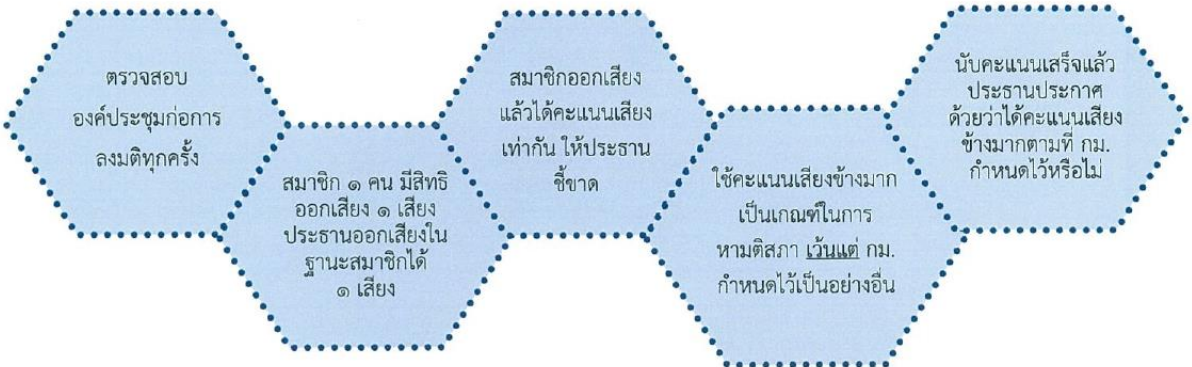 ตรวจสอบ
องค์ประชุมก่อการ
ลงมติทุกครั้ง
สมาชิก ๑ คน มีสิทธิ
ออกเสียง ๑ เสียง
ประธานออกเสียงใน
ฐานะสมาชิกได้
๑ เสียง
สมาชิกออกเสียง
แล้วได้คะแนนเสียง
เท่ากัน ให้ประธาน
ชี้ขาด
ใช้คะแนนเสียงข้างมาก
เป็นเกณฑ์ในการ
หามติสภา เว้นแต่ กม.
กำหนดไว้เป็นอย่างอื่น
นับคะแนนเสร็จแล้ว
ประธานประกาศ
ด้วยว่าได้คะแนนเสียง
ข้างมากตามที่ กม.
กำหนดไว้หรือไม่